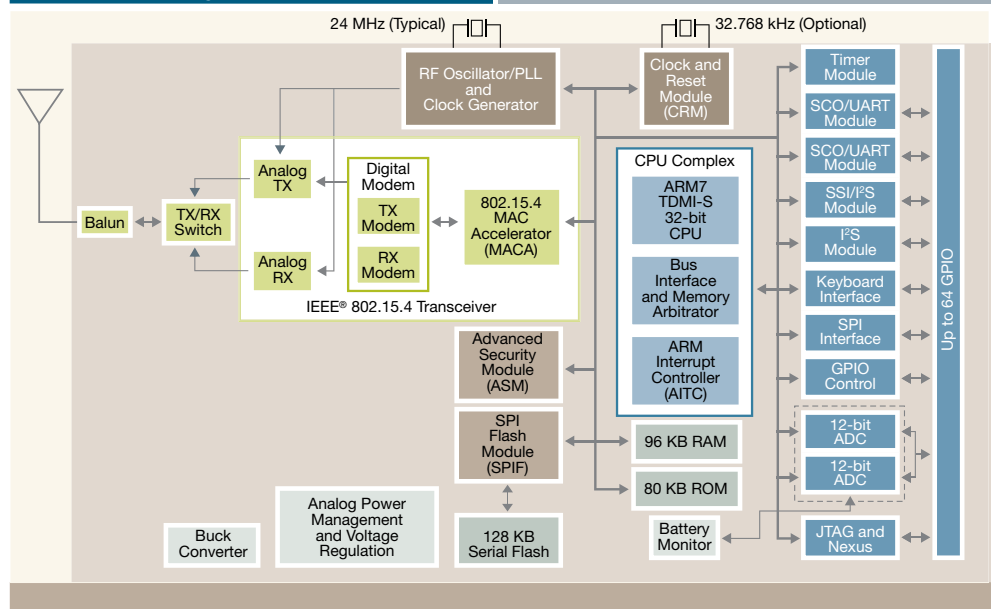 24 MHz (Typical)
32.768 kHz (Optional)
RF Oscillator/PLL
and
Clock Generator
Clock and
Reset
Module
(CRM)
Timer
Module
SCO/UART
Module
SCO/UART
Module
SSI/I²S
Module
I²S
Module
Keyboard
Interface
SPI
Interface
GPIO
Control
12-bit
ADC
12-bit
ADC
JTAG and
Nexus
Up to 64 GPIO
Balun
TX/RX
Switch
Analog
TX
Analog
RX
Digital
Modem
TX
Modem
RX
Modem
802.15.4
MAC
Accelerator
(MACA)
IEEE® 802.15.4 Transceiver
CPU Complex
ARM7
TDMI-S
32-bit
CPU
Bus
Interface
and Memory
Arbitrator
ARM
Interrupt
Controller
(AITC)
Advanced
Security
Module
(ASM)
SPI
Flash
Module
(SPIF)
96 KB RAM
80 KB ROM
Analog Power
Management
and Voltage
Regulation
Buck
Converter
128 KB
Serial Flash
Battery
Monitor